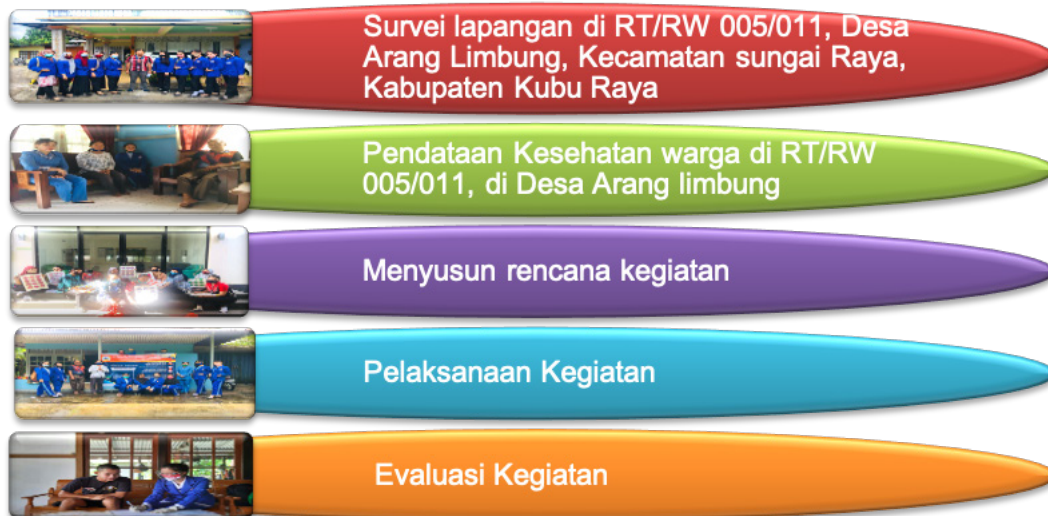 Survei lapangan di RT/RW 005/011, Desa
Arang Limbung, Kecamatan sungai Raya,
Kabupaten Kubu Raya
Pendataan Kesehatan warga di RT/RW
005/011, di Desa Arang limbung
Menyusun rencana kegiatan
Pelaksanaan Kegiatan
Evaluasi Kegiatan